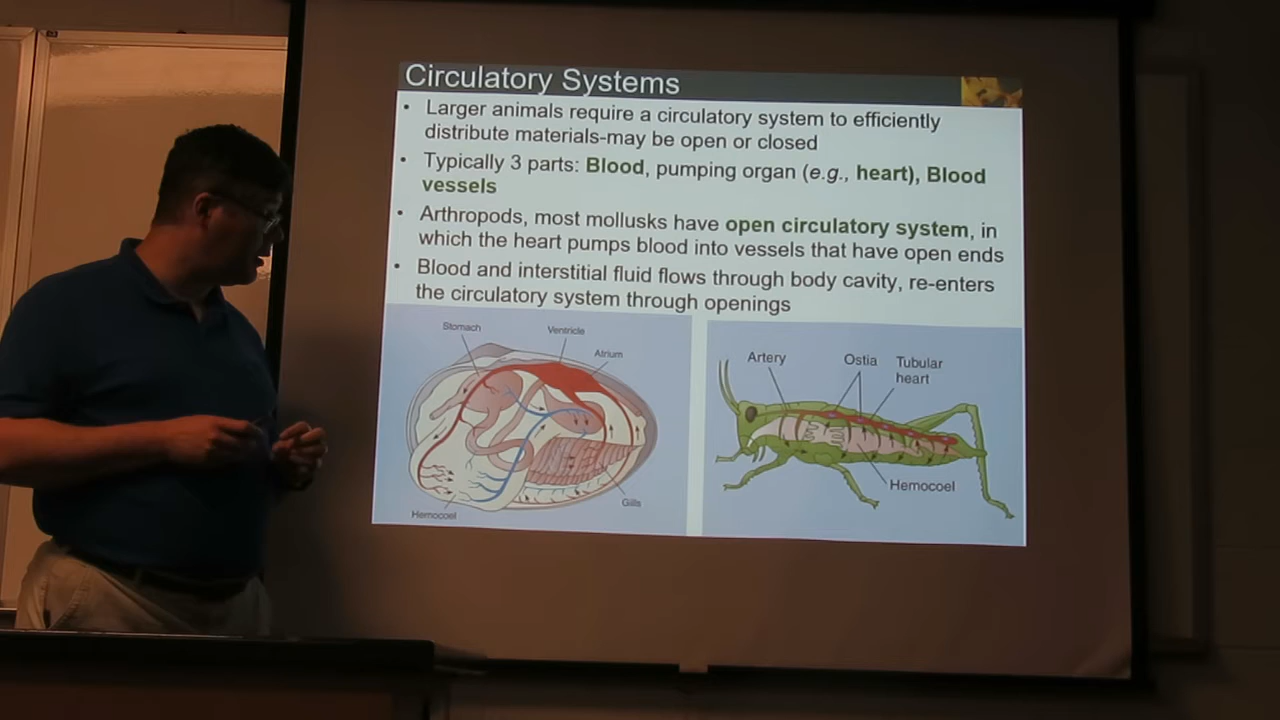 Circulatory Systems
• Larger animals require a circulatory system to efficiently
distribute materials-may be open or closed
• Typically 3 parts: Blood, pumping organ (e.g., heart), Blood
vessels
• Arthropods, most mollusks have open circulatory system, in
which the heart pumps blood into vessels that have open ends
• Blood and interstitial fluid flows through body cavity, re-enters
the circulatory system through openings
Stomach
Ventricle
Atrium
Gills
Hemocoel
Artery
Ostia
Tubular
heart
Hemocoel